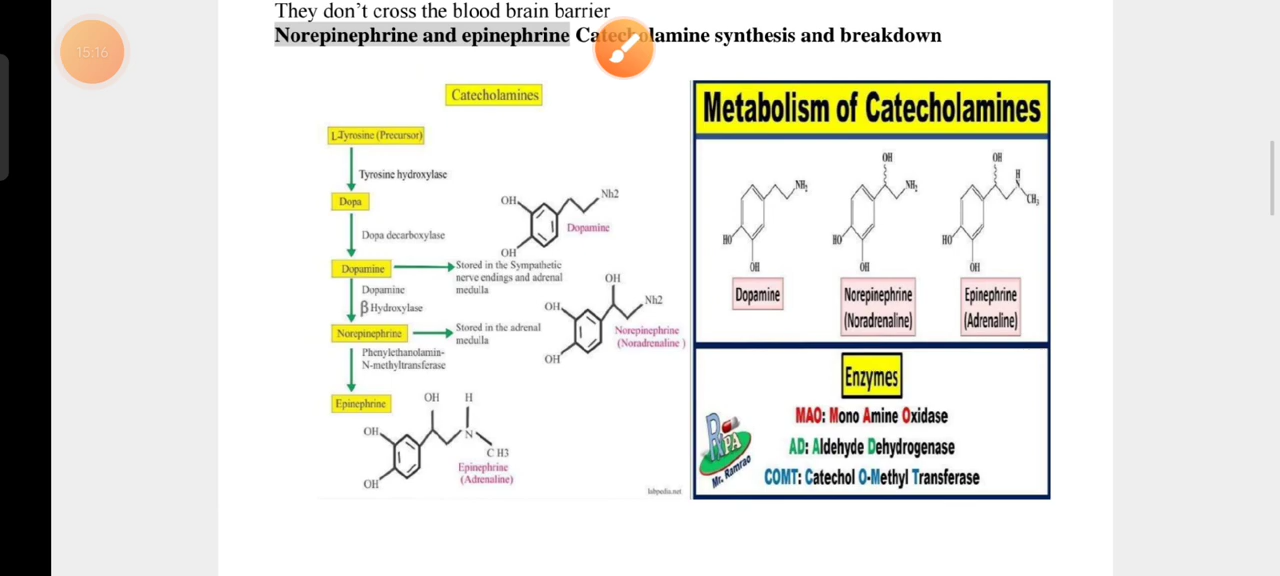 They don't cross the blood brain barrier
Norepinephrine and epinephrine Catecholamine synthesis and breakdown
15.16
Catecholamines
L-Tyrosine (Precursor)
Tyrosine hydroxylase
Dopa
Dopa decarboxylase
Dopamine
Stored in the Sympathetic
nerve endings and adrenal
medulla
Dopamine
β Hydroxylase
Norepinephrine
Stored in the adrenal
medulla
Phenylethanolamin-
N-methyltransferase
Epinephrine
OH
Nh2
OH
Dopamine
OH
OH
Nh2
OH
Norepinephrine
(Noradrenaline )
OH
H
OH
N
C H3
OH
Epinephrine
(Adrenaline)
labpedia.net
Metabolism of Catecholamines
NH2
HO
OH
Dopamine
OH
NH2
HO
OH
Norepinephrine
(Noradrenaline)
OH
H
N
CH3
HO
OH
Epinephrine
(Adrenaline)
Enzymes
MAO: Mono Amine Oxidase
AD: Aldehyde Dehydrogenase
COMT: Catechol O-Methyl Transferase
Mr. Ramrao